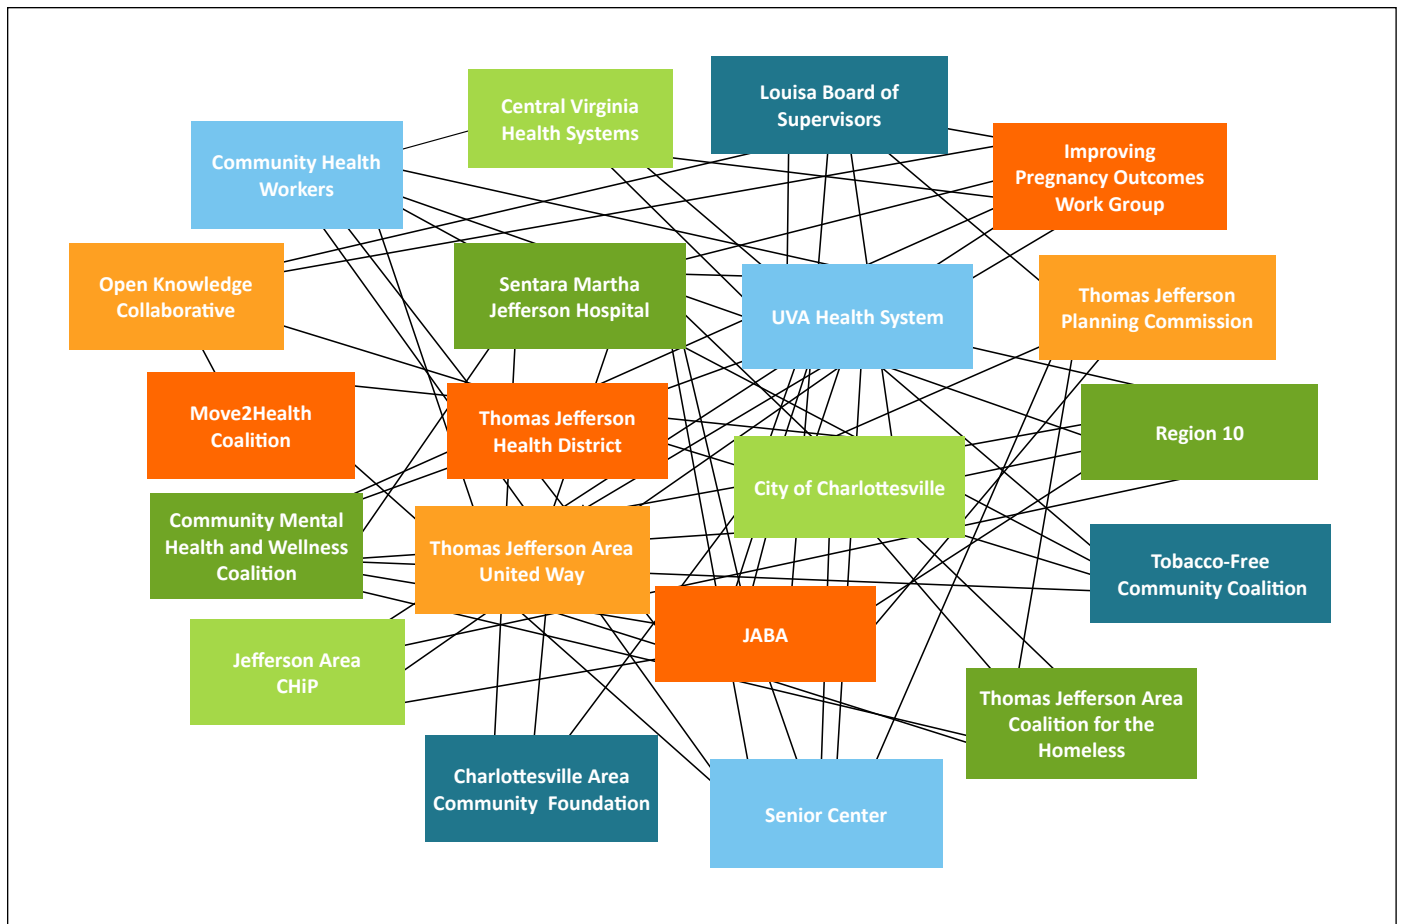 Central Virginia
Health Systems
Louisa Board of
Supervisors
Community Health
Workers
Improving
Pregnancy Outcomes
Work Group
Open Knowledge
Collaborative
Sentara Martha
Jefferson Hospital
UVA Health System
Thomas Jefferson
Planning Commission
Move2Health
Coalition
Thomas Jefferson
Health District
City of Charlottesville
Region 10
Community Mental
Health and Wellness
Coalition
Thomas Jefferson Area
United Way
Tobacco-Free
Community Coalition
JABA
Jefferson Area
CHiP
Thomas Jefferson Area
Coalition for the
Homeless
Charlottesville Area
Community Foundation
Senior Center